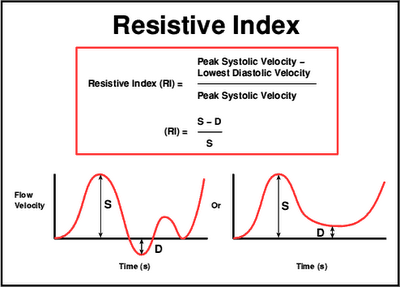 Resistive Index
Peak Systolic Velocity –
Lowest Diastolic Velocity
Resistive Index (RI) =
Peak Systolic Velocity
S – D
(RI) =
S
Flow
Velocity
S
D
Time (s)
Or
S
D
Time (s)